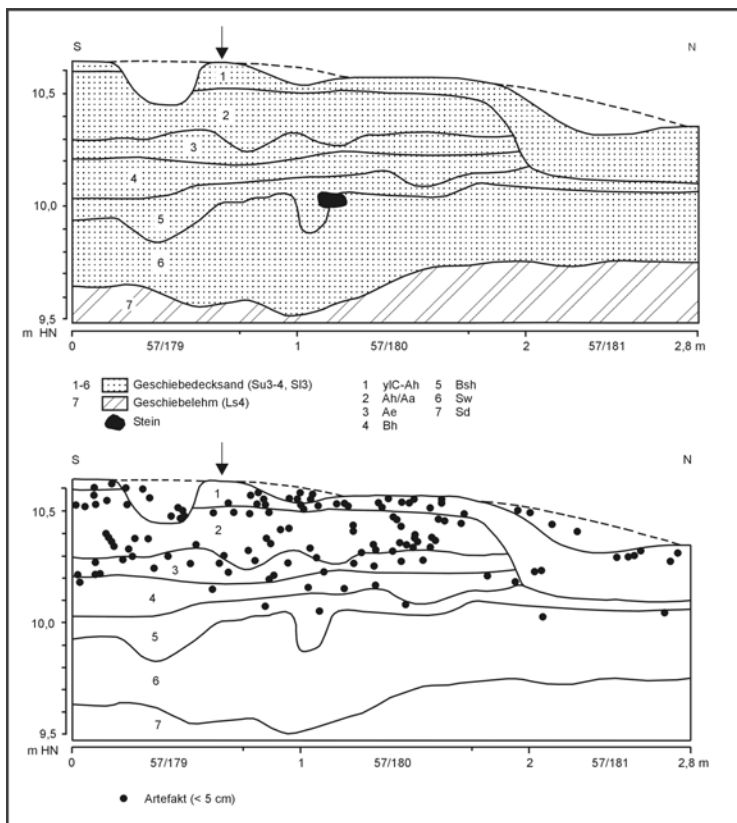 S N
10,5
1
2
3
4
10,0
5
6
7
9,5
m HN
0 57/179 1 57/180 2 57/181 2,8 m
1-6 Geschiebedecksand (Su3-4, Sl3)
7 Geschiebelehm (Ls4)
Stein
1 ylC-Ah 5 Bsh
2 Ah/Aa 6 Sw
3 Ae 7 Sd
4 Bh
S N
10,5
1
2
3
4
10,0
5
6
7
9,5
m HN
0 57/179 1 57/180 2 57/181 2,8 m
Artefakt (< 5 cm)